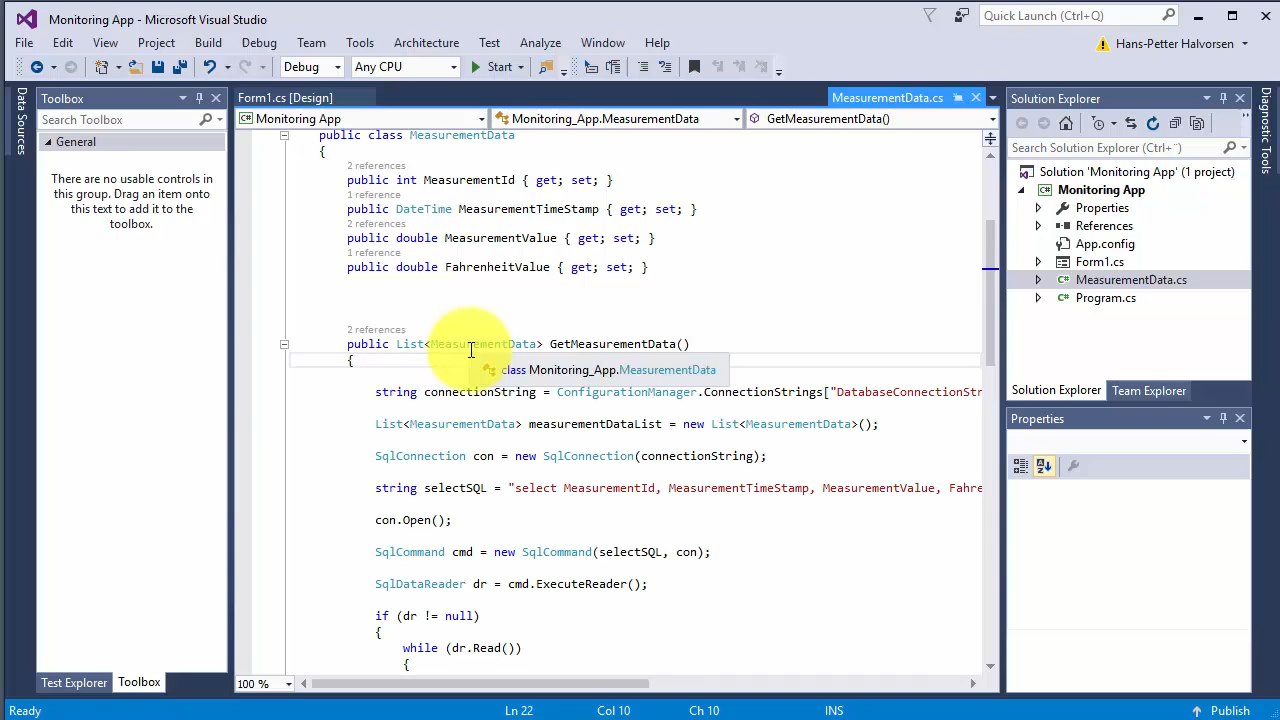 Monitoring App - Microsoft Visual Studio
Quick Launch (Ctrl+Q)
File Edit View Project Build Debug Team Tools Architecture Test Analyze Window Help
Hans-Petter Halvorsen
Debug Any CPU Start
Data Sources
Toolbox
Search Toolbox
General
There are no usable controls in
this group. Drag an item onto
this text to add it to the
toolbox.
Test Explorer Toolbox
Form1.cs [Design] MeasurementData.cs
Monitoring App Monitoring_App.MeasurementData GetMeasurementData()
public class MeasurementData
{
2 references
public int MeasurementId { get; set; }
1 reference
public DateTime MeasurementTimeStamp { get; set; }
2 references
public double MeasurementValue { get; set; }
1 reference
public double FahrenheitValue { get; set; }
2 references
public List<MeasurementData> GetMeasurementData()
{
class Monitoring_App.MeasurementData
string connectionString = ConfigurationManager.ConnectionStrings["DatabaseConnectionStr
List<MeasurementData> measurementDataList = new List<MeasurementData>();
SqlConnection con = new SqlConnection(connectionString);
string selectSQL = "select MeasurementId, MeasurementTimeStamp, MeasurementValue, Fahre
con.Open();
SqlCommand cmd = new SqlCommand(selectSQL, con);
SqlDataReader dr = cmd.ExecuteReader();
if (dr != null)
{
while (dr.Read())
{
100 %
Solution Explorer
Search Solution Explorer (Ctrl+¨)
Solution 'Monitoring App' (1 project)
Monitoring App
Properties
References
App.config
Form1.cs
MeasurementData.cs
Program.cs
Solution Explorer Team Explorer
Properties
Diagnostic Tools
Ready Ln 22 Col 10 Ch 10 INS Publish